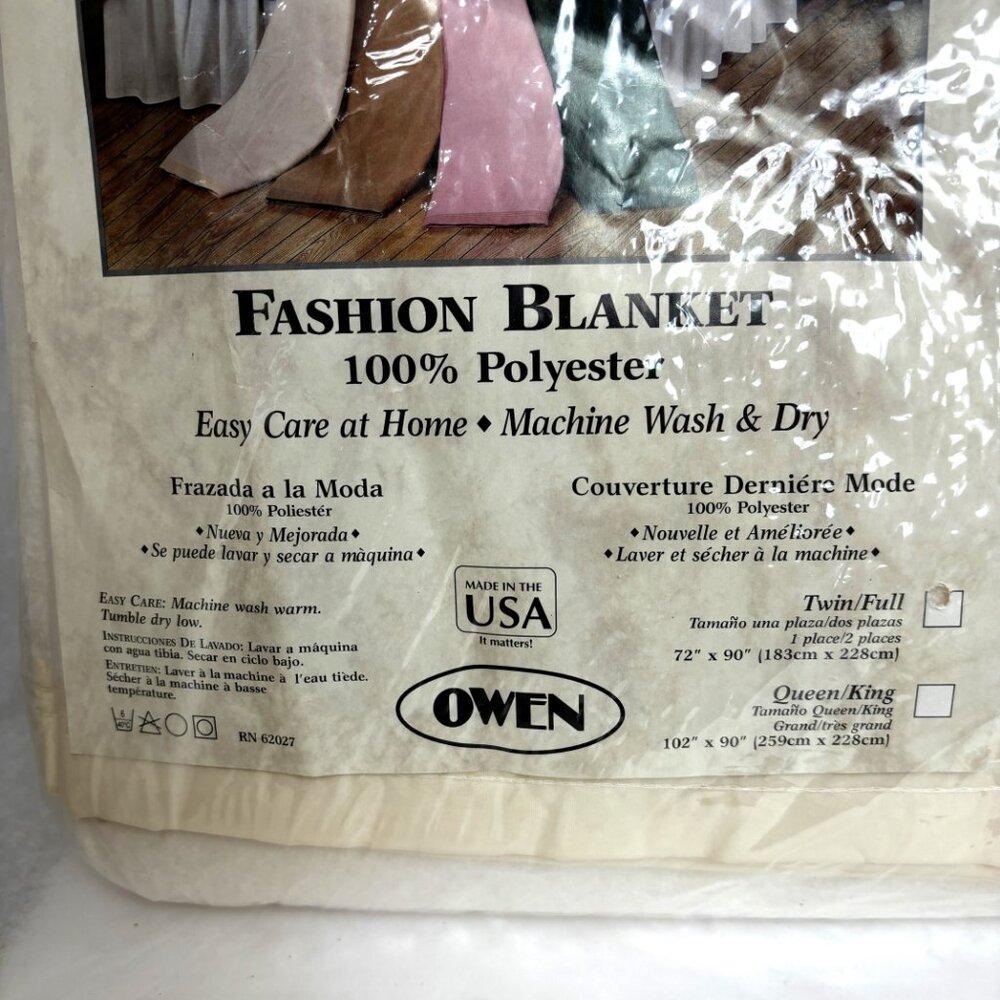 FASHION BLANKET
100% Polyester
Easy Care at Home ♦ Machine Wash & Dry
Frazada a la Moda
100% Poliestér
♦Nueva y Mejorada♦
♦Se puede lavar y secar a màquina♦
Couverture Derniére Mode
100% Polyester
♦Nouvelle et Améliorée♦
♦Laver et sécher à la machine♦
EASY CARE: Machine wash warm.
Tumble dry low.
INSTRUCCIONES DE LAVADO: Lavar a máquina
con agua tibia. Secar en ciclo bajo.
ENTRETIEN: Laver à la machine à l'eau tiède.
Sécher à la machine à basse
température.
RN 62027
MADE IN THE
USA
It matters!
OWEN
Twin/Full
Tamaño una plaza/dos plazas
1 place/2 places
72" x 90" (183cm x 228cm)
Queen/King
Tamaño Queen/King
Grand/très grand
102" x 90" (259cm x 228cm)